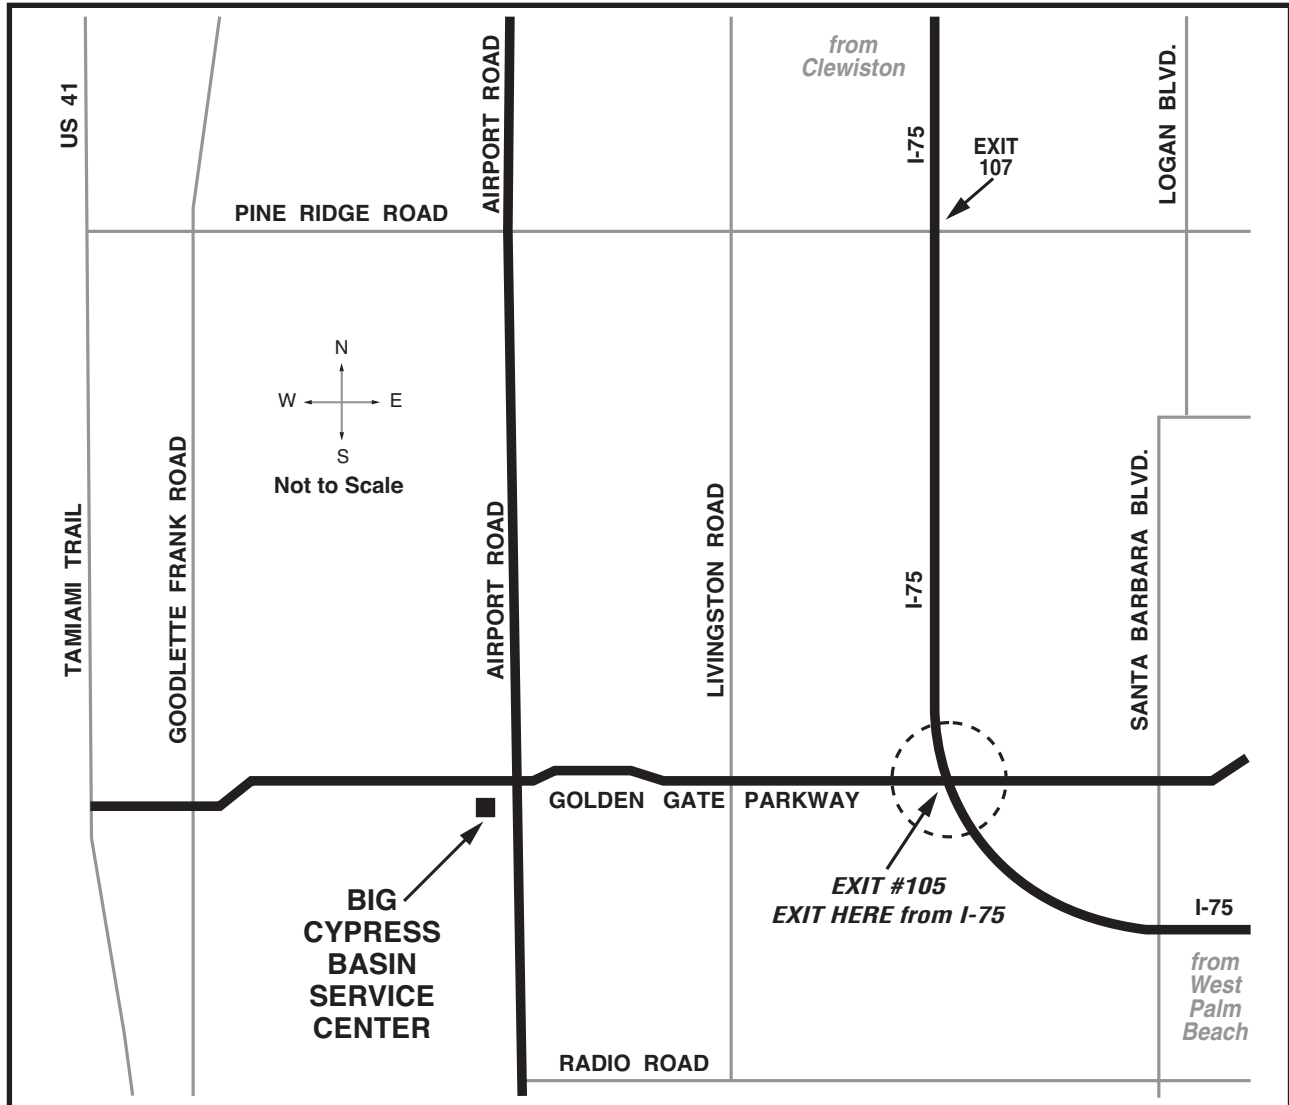 US 41
AIRPORT ROAD
from
Clewiston
I-75
EXIT
107
LOGAN BLVD.
PINE RIDGE ROAD
N
W E
S
Not to Scale
TAMIAMI TRAIL
GOODLETTE FRANK ROAD
AIRPORT ROAD
LIVINGSTON ROAD
I-75
SANTA BARBARA BLVD.
GOLDEN GATE PARKWAY
BIG
CYPRESS
BASIN
SERVICE
CENTER
EXIT #105
EXIT HERE from I-75
I-75
from
West
Palm
Beach
RADIO ROAD